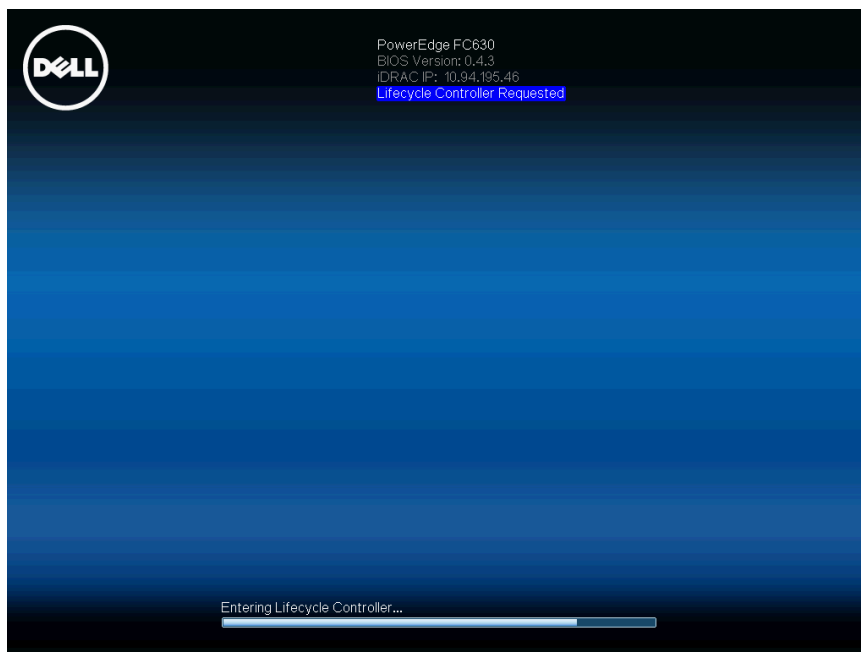 DELL
PowerEdge FC630
BIOS Version: 0.4.3
iDRAC IP: 10.94.195.46
Lifecycle Controller Requested
Entering Lifecycle Controller...